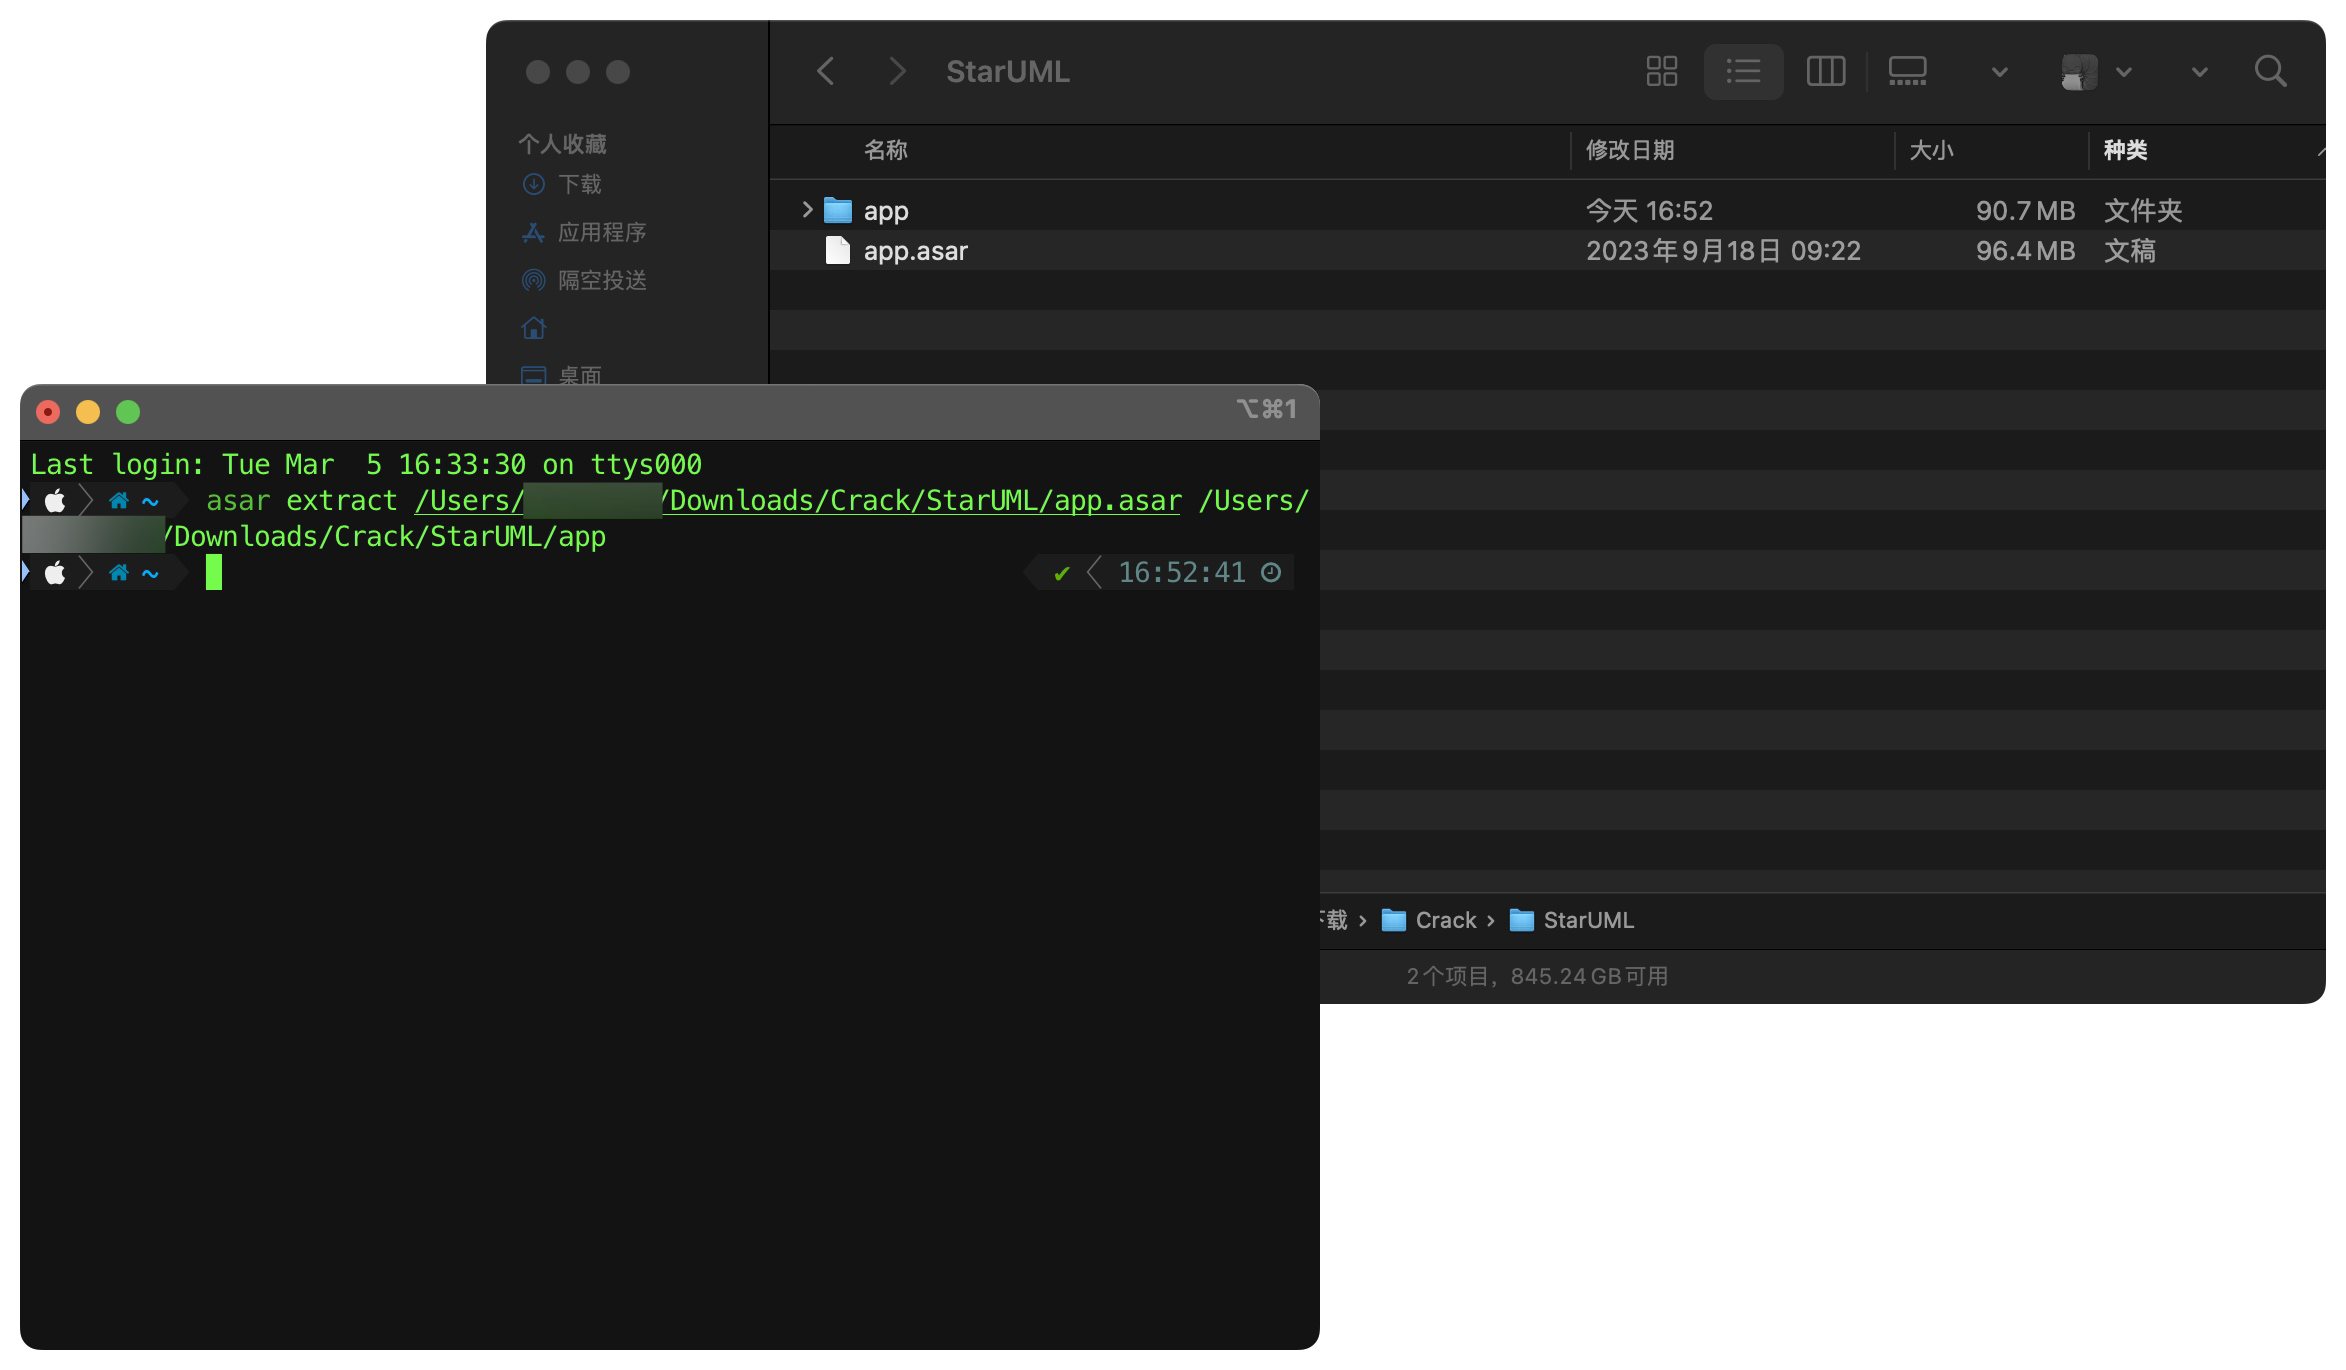 StarUML
个人收藏
下载
应用程序
隔空投送
桌面
名称 修改日期 大小 种类
app 今天 16:52 90.7 MB 文件夹
app.asar 2023年9月18日 09:22 96.4 MB 文稿
⌥⌘1
Last login: Tue Mar  5 16:33:30 on ttys000
~ asar extract /Users/ /Downloads/Crack/StarUML/app.asar /Users/
/Downloads/Crack/StarUML/app
~ ✔ 16:52:41
下载 › Crack › StarUML
2个项目，845.24 GB可用